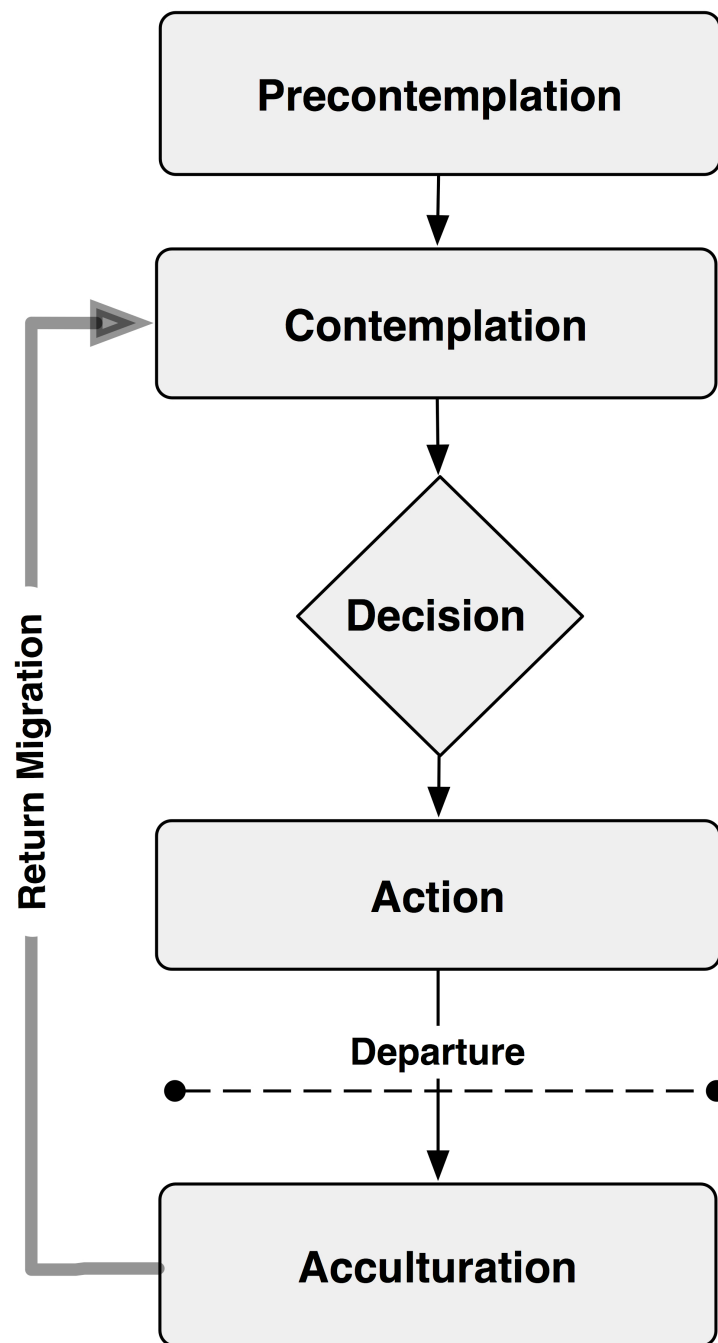 Precontemplation
Contemplation
Decision
Return Migration
Action
Departure
Acculturation